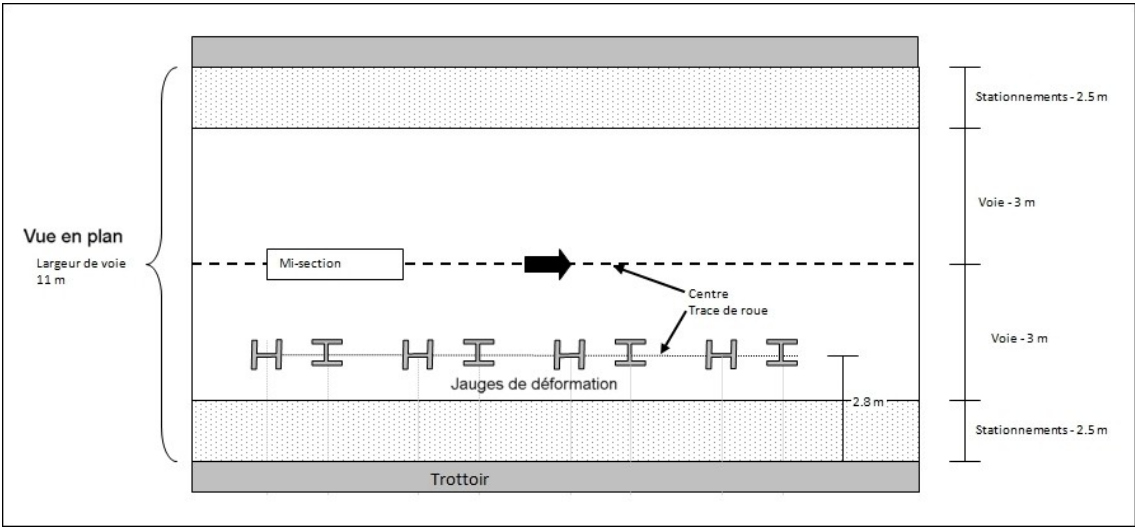 Stationnements - 2.5 m
Voie - 3 m
Vue en plan
Largeur de voie
11 m
Mi-section
Centre
Trace de roue
Voie - 3 m
Jauges de déformation
2.8 m
Stationnements - 2.5 m
Trottoir